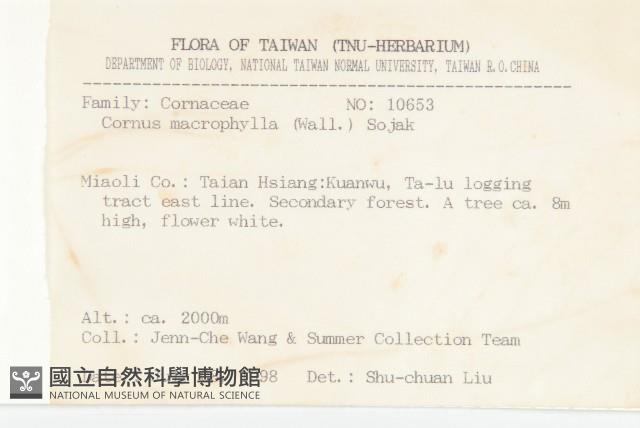 FLORA OF TAIWAN (TNU-HERBARIUM)
DEPARTMENT OF BIOLOGY, NATIONAL TAIWAN NORMAL UNIVERSITY, TAIWAN R.O.CHINA
Family: Cornaceae NO: 10653
Cornus macrophylla (Wall.) Sojak
Miaoli Co.: Taian Hsiang:Kuanwu, Ta-lu logging
tract east line. Secondary forest. A tree ca. 8m
high, flower white.
Alt.: ca. 2000m
Coll.: Jenn-Che Wang & Summer Collection Team
98 Det.: Shu-chuan Liu
國立自然科學博物館
NATIONAL MUSEUM OF NATURAL SCIENCE